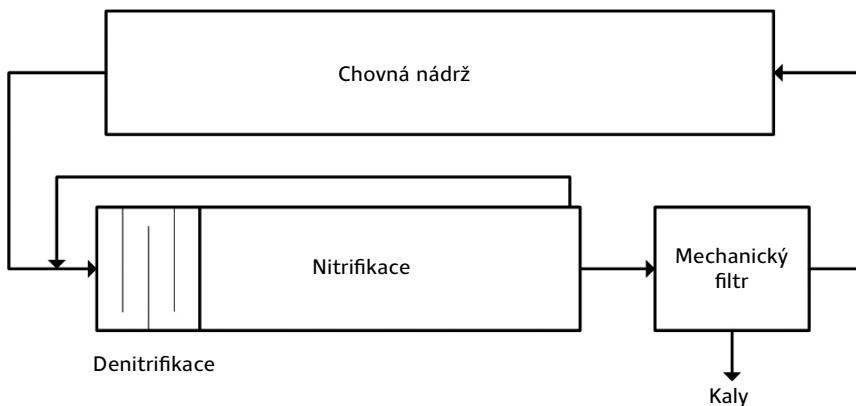 Chovná nádrž
Nitrifikace
Mechanický
filtr
Denitrifikace
Kaly